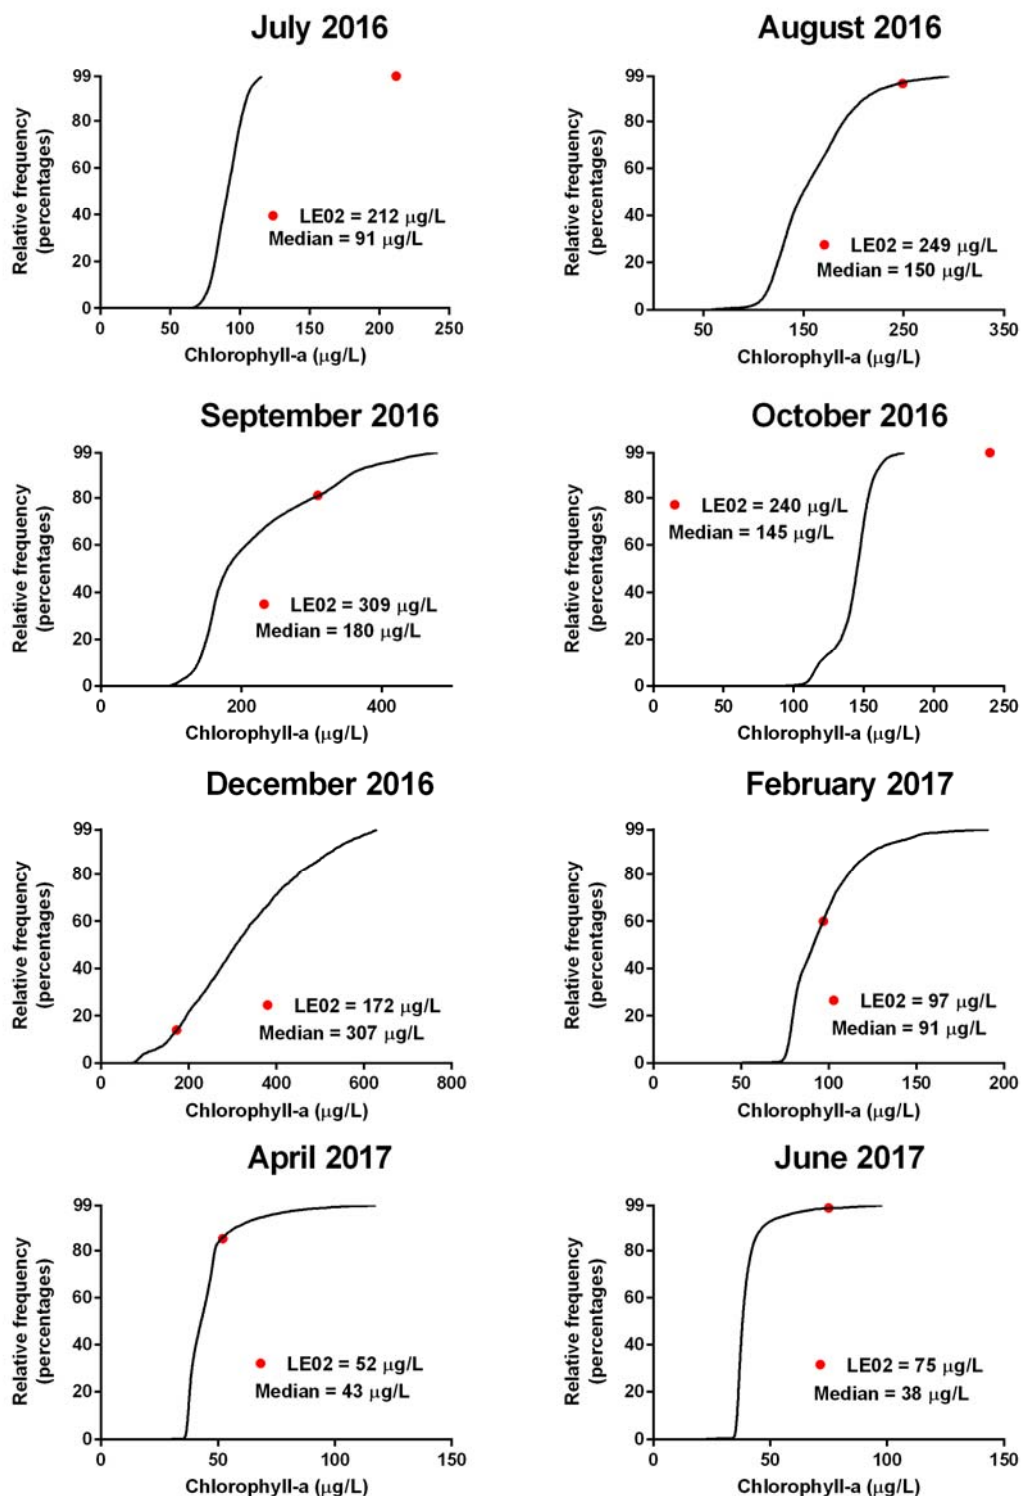 July 2016
Relative frequency
(percentages)
99
80
60
40
20
0
LE02 = 212 µg/L
Median = 91 µg/L
0 50 100 150 200 250
Chlorophyll-a (µg/L)
August 2016
Relative frequency
(percentages)
99
80
60
40
20
0
LE02 = 249 µg/L
Median = 150 µg/L
50 150 250 350
Chlorophyll-a (µg/L)
September 2016
Relative frequency
(percentages)
99
80
60
40
20
0
LE02 = 309 µg/L
Median = 180 µg/L
0 200 400
Chlorophyll-a (µg/L)
October 2016
Relative frequency
(percentages)
99
80
60
40
20
0
LE02 = 240 µg/L
Median = 145 µg/L
0 50 100 150 200 250
Chlorophyll-a (µg/L)
December 2016
Relative frequency
(percentages)
99
80
60
40
20
0
LE02 = 172 µg/L
Median = 307 µg/L
0 200 400 600 800
Chlorophyll-a (µg/L)
February 2017
Relative frequency
(percentages)
99
80
60
40
20
0
LE02 = 97 µg/L
Median = 91 µg/L
0 50 100 150 200
Chlorophyll-a (µg/L)
April 2017
Relative frequency
(percentages)
99
80
60
40
20
0
LE02 = 52 µg/L
Median = 43 µg/L
0 50 100 150
Chlorophyll-a (µg/L)
June 2017
Relative frequency
(percentages)
99
80
60
40
20
0
LE02 = 75 µg/L
Median = 38 µg/L
0 50 100 150
Chlorophyll-a (µg/L)